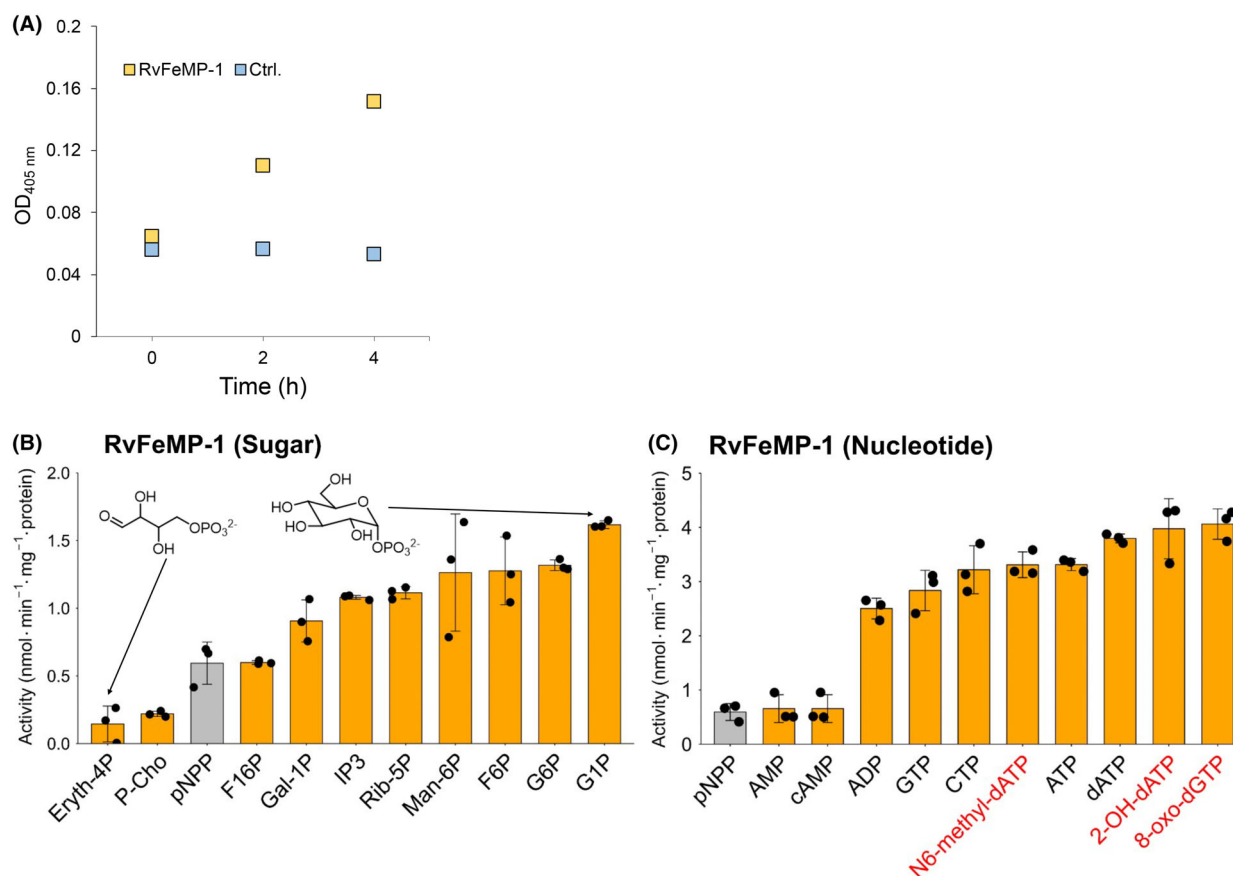 (A)
0.2
0.16
0.12
0.08
0.04
0
OD405 nm
RvFeMP-1 Ctrl.
0 2 4
Time (h)
(B) RvFeMP-1 (Sugar)
Activity (nmol·min⁻¹·mg⁻¹·protein)
2.0
1.5
1.0
0.5
0.0
O
OH
OH
OPO₃²⁻
OH
HO
HO
O
OH
OPO₃²⁻
Eryth-4P
P-Cho
pNPP
F16P
Gal-1P
IP3
Rib-5P
Man-6P
F6P
G6P
G1P
(C) RvFeMP-1 (Nucleotide)
Activity (nmol·min⁻¹·mg⁻¹·protein)
5
4
3
2
1
0
pNPP
AMP
cAMP
ADP
GTP
CTP
N6-methyl-dATP
ATP
dATP
2-OH-dATP
8-oxo-dGTP